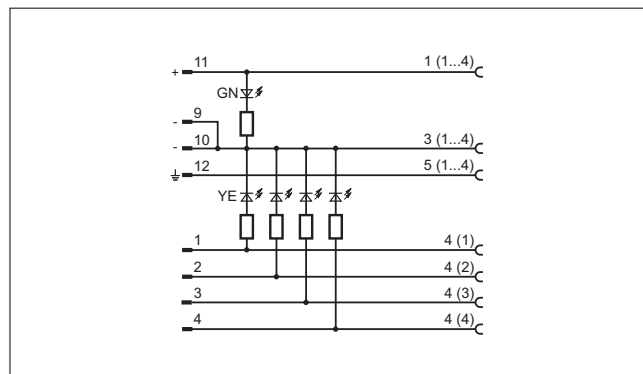 + 11 1 (1...4)
GN
- 9
- 10 3 (1...4)
12 5 (1...4)
YE
1 4 (1)
2 4 (2)
3 4 (3)
4 4 (4)